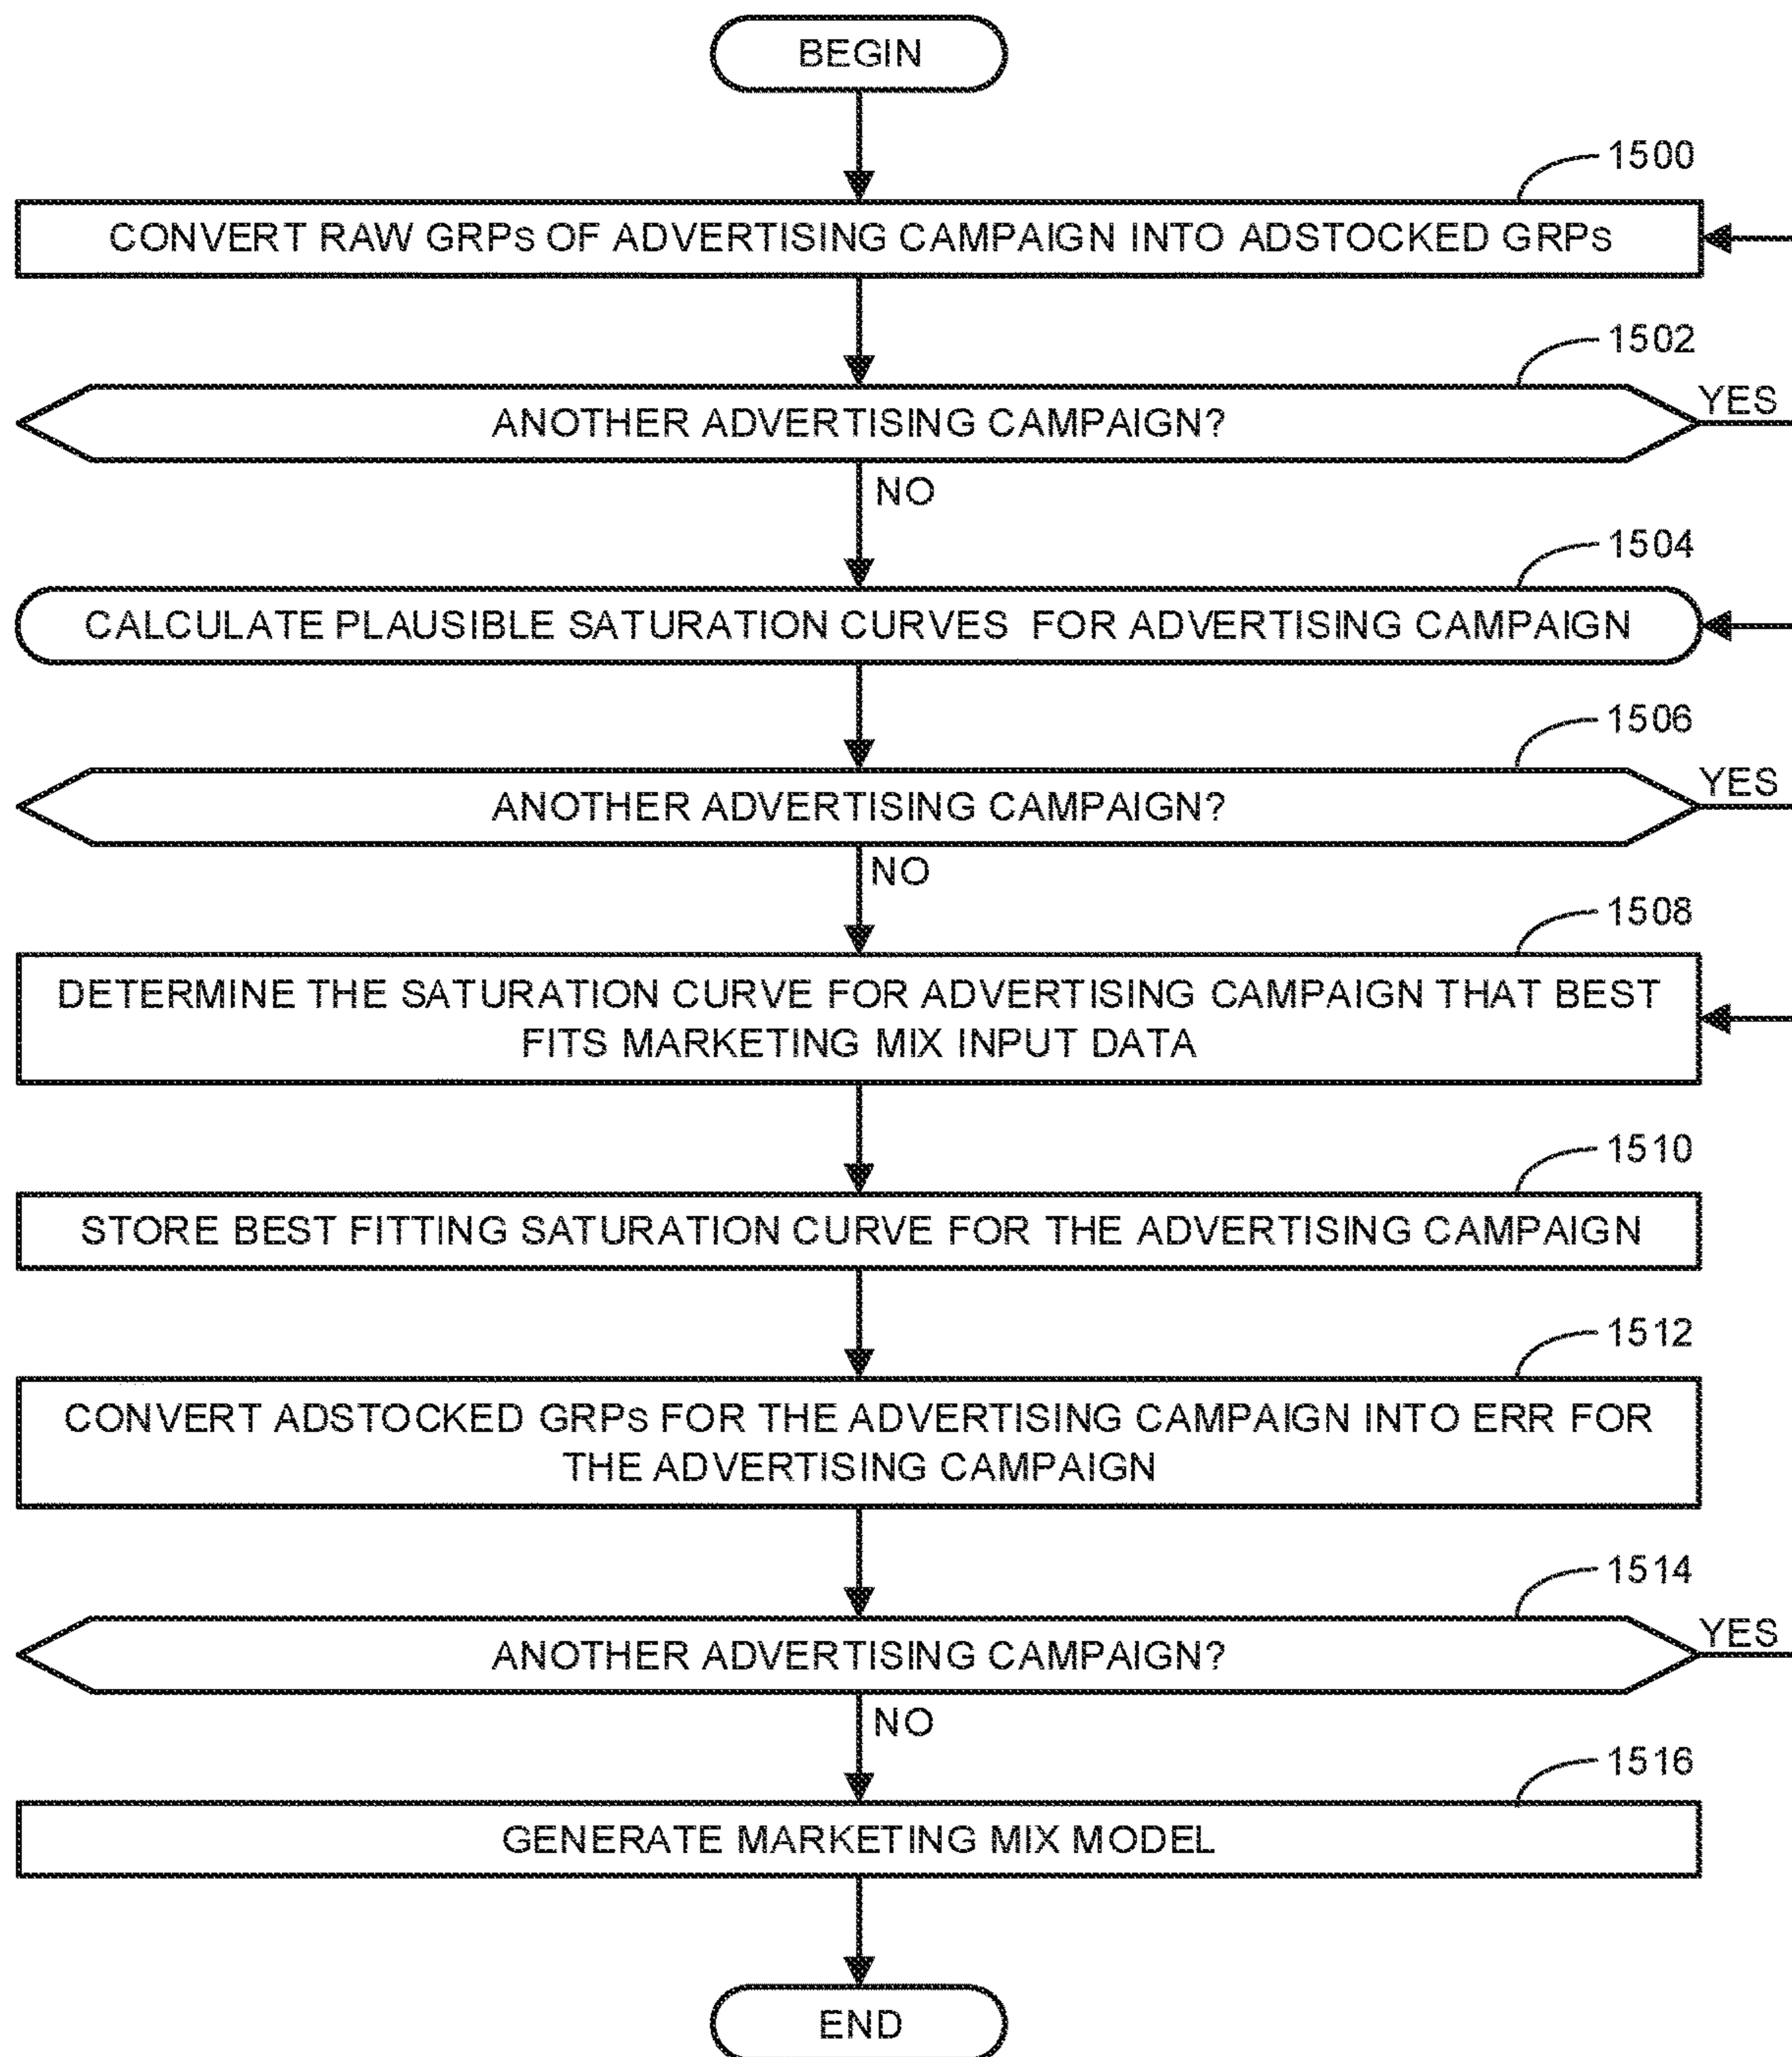 BEGIN
1500
CONVERT RAW GRPs OF ADVERTISING CAMPAIGN INTO ADSTOCKED GRPs
1502
ANOTHER ADVERTISING CAMPAIGN?
YES
NO
1504
CALCULATE PLAUSIBLE SATURATION CURVES FOR ADVERTISING CAMPAIGN
1506
ANOTHER ADVERTISING CAMPAIGN?
YES
NO
1508
DETERMINE THE SATURATION CURVE FOR ADVERTISING CAMPAIGN THAT BEST
FITS MARKETING MIX INPUT DATA
1510
STORE BEST FITTING SATURATION CURVE FOR THE ADVERTISING CAMPAIGN
1512
CONVERT ADSTOCKED GRPs FOR THE ADVERTISING CAMPAIGN INTO ERR FOR
THE ADVERTISING CAMPAIGN
1514
ANOTHER ADVERTISING CAMPAIGN?
YES
NO
1516
GENERATE MARKETING MIX MODEL
END